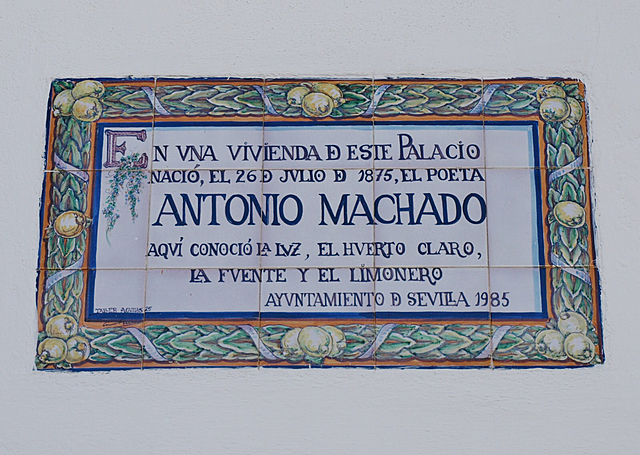 EN VNA VIVIENDA D ESTE PALACIO
NACIÓ, EL 26 D JVLIO D 1875, EL POETA
ANTONIO MACHADO
AQVÍ CONOCIÓ LA LVZ, EL HVERTO CLARO,
LA FVENTE Y EL LIMONERO
AYVNTAMIENTO D SEVILLA 1985